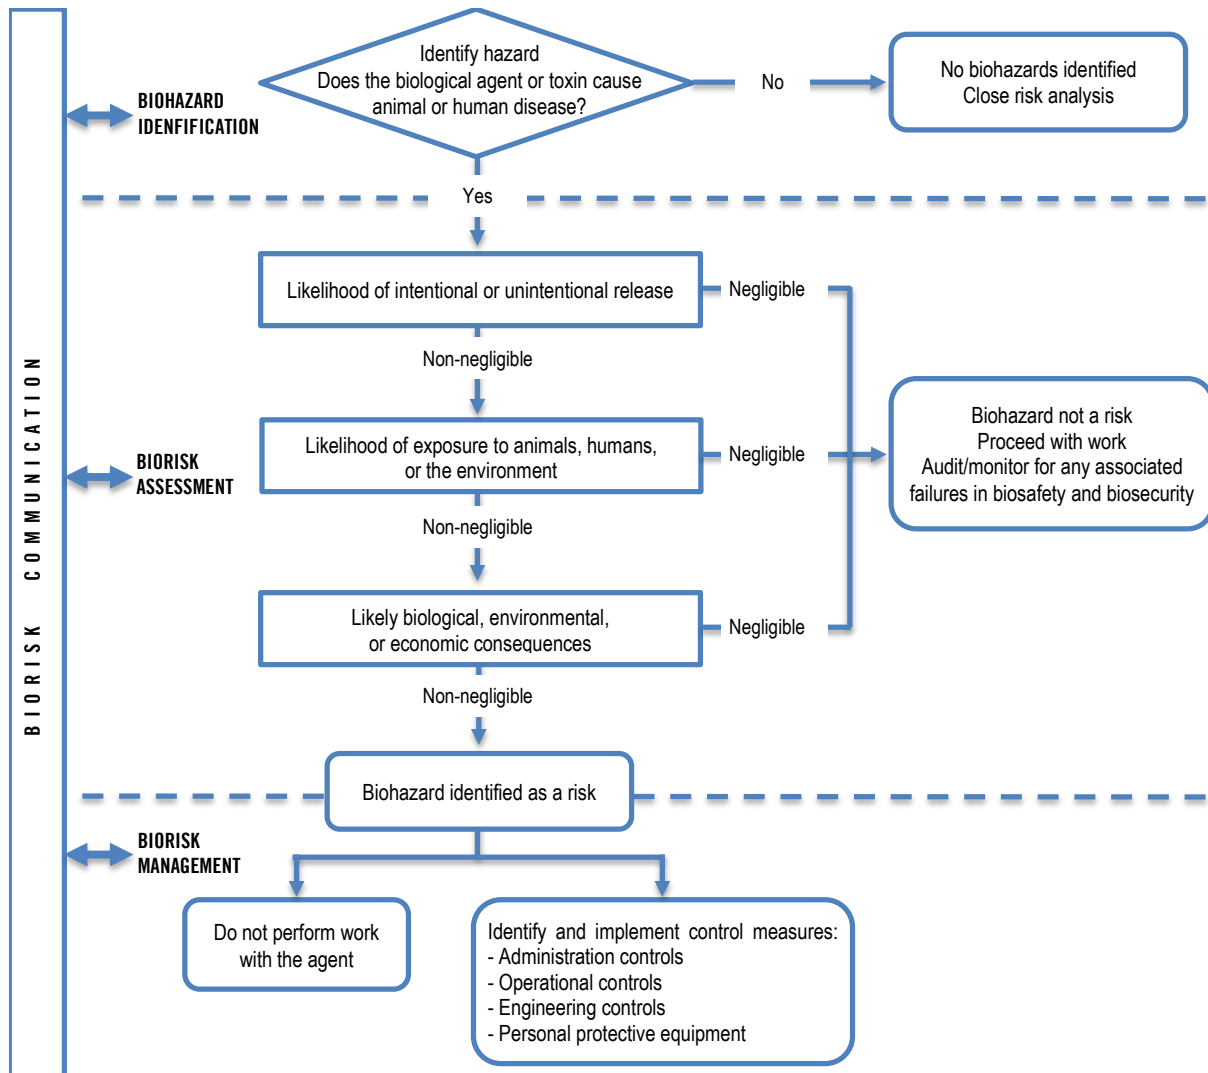 BIORISK COMMUNICATION
BIOHAZARD
IDENFIFICATION
Identify hazard
Does the biological agent or toxin cause
animal or human disease?
No
No biohazards identified
Close risk analysis
Yes
Likelihood of intentional or unintentional release
Negligible
Non-negligible
BIORISK
ASSESSMENT
Likelihood of exposure to animals, humans,
or the environment
Negligible
Biohazard not a risk
Proceed with work
Audit/monitor for any associated
failures in biosafety and biosecurity
Non-negligible
Likely biological, environmental,
or economic consequences
Negligible
Non-negligible
Biohazard identified as a risk
BIORISK
MANAGEMENT
Do not perform work
with the agent
Identify and implement control measures:
- Administration controls
- Operational controls
- Engineering controls
- Personal protective equipment